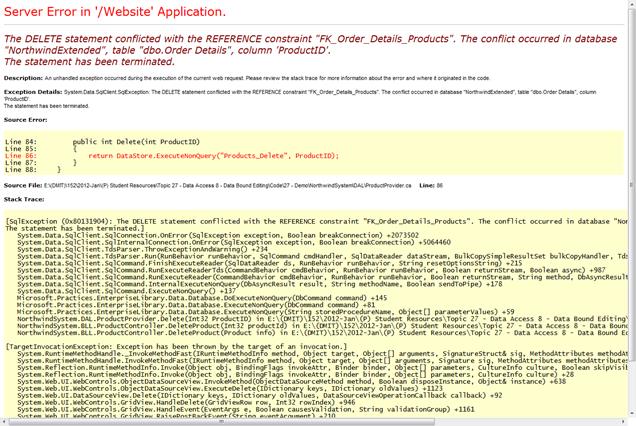 Server Error in '/Website' Application.
The DELETE statement conflicted with the REFERENCE constraint "FK_Order_Details_Products". The conflict occurred in database
"NorthwindExtended", table "dbo.Order Details", column 'ProductID'.
The statement has been terminated.
Description: An unhandled exception occurred during the execution of the current web request. Please review the stack trace for more information about the error and where it originated in the code.
Exception Details: System.Data.SqlClient.SqlException: The DELETE statement conflicted with the REFERENCE constraint "FK_Order_Details_Products". The conflict occurred in database "NorthwindExtended", table "dbo.Order Details", column
'ProductID'.
The statement has been terminated.
Source Error:
Line 84: public int Delete(int ProductID)
Line 85: {
Line 86: return DataStore.ExecuteNonQuery("Products_Delete", ProductID);
Line 87: }
Line 88: }
Source File: E:\(DMIT)\1152\2012-Jan\(P) Student Resources\Topic 27 - Data Access 8 - Data Bound Editing\Code\27 - Demo\NorthwindSystem\DAL\ProductProvider.cs Line: 86
Stack Trace:
[SqlException (0x80131904): The DELETE statement conflicted with the REFERENCE constraint "FK_Order_Details_Products". The conflict occurred in database "Nor
The statement has been terminated.]
System.Data.SqlClient.SqlConnection.OnError(SqlException exception, Boolean breakConnection) +2073502
System.Data.SqlClient.SqlInternalConnection.OnError(SqlException exception, Boolean breakConnection) +5064460
System.Data.SqlClient.TdsParser.ThrowExceptionAndWarning() +234
System.Data.SqlClient.TdsParser.Run(RunBehavior runBehavior, SqlCommand cmdHandler, SqlDataReader dataStream, BulkCopySimpleResultSet bulkCopyHandler, Tds
System.Data.SqlClient.SqlCommand.FinishExecuteReader(SqlDataReader ds, RunBehavior runBehavior, String resetOptionsString) +215
System.Data.SqlClient.SqlCommand.RunExecuteReaderTds(CommandBehavior cmdBehavior, RunBehavior runBehavior, Boolean returnStream, Boolean async) +987
System.Data.SqlClient.SqlCommand.RunExecuteReader(CommandBehavior cmdBehavior, RunBehavior runBehavior, Boolean returnStream, String method, DbAsyncResult
System.Data.SqlClient.SqlCommand.InternalExecuteNonQuery(DbAsyncResult result, String methodName, Boolean sendToPipe) +178
System.Data.SqlClient.SqlCommand.ExecuteNonQuery() +137
Microsoft.Practices.EnterpriseLibrary.Data.Database.DoExecuteNonQuery(DbCommand command) +145
Microsoft.Practices.EnterpriseLibrary.Data.Database.ExecuteNonQuery(DbCommand command) +81
Microsoft.Practices.EnterpriseLibrary.Data.Database.ExecuteNonQuery(String storedProcedureName, Object[] parameterValues) +59
NorthwindSystem.DAL.ProductProvider.Delete(Int32 ProductID) in E:\(DMIT)\1152\2012-Jan\(P) Student Resources\Topic 27 - Data Access 8 - Data Bound Editing\
NorthwindSystem.BLL.ProductController.DeleteProduct(Int32 productId) in E:\(DMIT)\1152\2012-Jan\(P) Student Resources\Topic 27 - Data Access 8 - Data Boun
NorthwindSystem.BLL.ProductController.DeleteProduct(Product info) in E:\(DMIT)\1152\2012-Jan\(P) Student Resources\Topic 27 - Data Access 8 - Data Bound Ed
[TargetInvocationException: Exception has been thrown by the target of an invocation.]
System.RuntimeMethodHandle._InvokeMethodFast(IRuntimeMethodInfo method, Object target, Object[] arguments, SignatureStruct& sig, MethodAttributes methodAt
System.RuntimeMethodHandle.InvokeMethodFast(IRuntimeMethodInfo method, Object target, Object[] arguments, Signature sig, MethodAttributes methodAttributes
System.Reflection.RuntimeMethodInfo.Invoke(Object obj, BindingFlags invokeAttr, Binder binder, Object[] parameters, CultureInfo culture, Boolean skipVisib
System.Reflection.RuntimeMethodInfo.Invoke(Object obj, BindingFlags invokeAttr, Binder binder, Object[] parameters, CultureInfo culture) +28
System.Web.UI.WebControls.ObjectDataSourceView.InvokeMethod(ObjectDataSourceMethod method, Boolean disposeInstance, Object& instance) +638
System.Web.UI.WebControls.ObjectDataSourceView.ExecuteDelete(IDictionary keys, IDictionary oldValues) +1123
System.Web.UI.DataSourceView.Delete(IDictionary keys, IDictionary oldValues, DataSourceViewOperationCallback callback) +92
System.Web.UI.WebControls.GridView.HandleDelete(GridViewRow row, Int32 rowIndex) +946
System.Web.UI.WebControls.GridView.HandleEvent(EventArgs e, Boolean causesValidation, String validationGroup) +1161
System.Web.UI.WebControls.GridView.RaisePostBackEvent(String eventArgument) +210